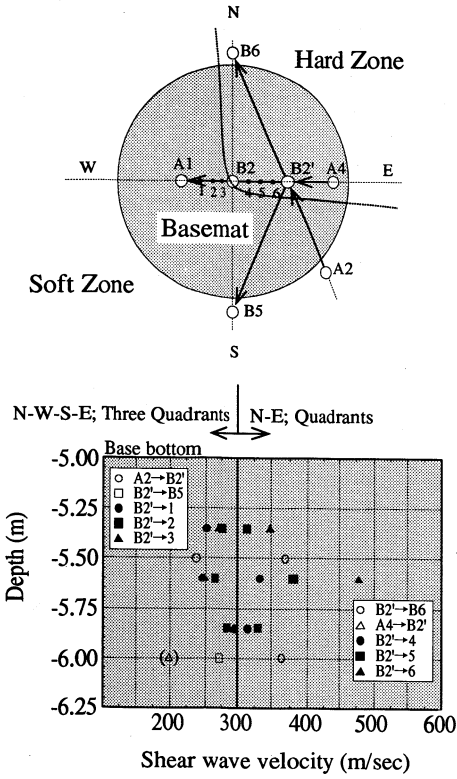 N
B6
Hard Zone
W
A1
B2
B2'
A4
E
1 2 3 4 5 6
Basemat
A2
Soft Zone
B5
S
N-W-S-E; Three Quadrants
N-E; Quadrants
Base bottom
-5.00
-5.25
-5.50
-5.75
-6.00
-6.25
Depth (m)
A2→B2'
B2'→B5
B2'→1
B2'→2
B2'→3
B2'→B6
A4→B2'
B2'→4
B2'→5
B2'→6
( )
200 300 400 500 600
Shear wave velocity (m/sec)